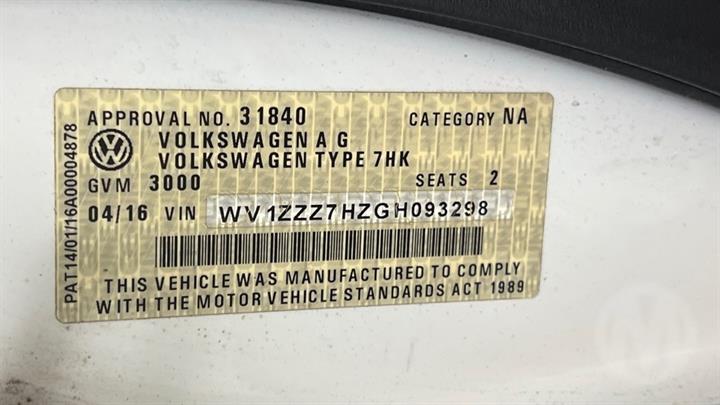 APPROVAL NO. 31840 CATEGORY NA
VOLKSWAGEN A G
VOLKSWAGEN TYPE 7HK
GVM 3000 SEATS 2
04/16 VIN WV1ZZZ7HZGH093298
THIS VEHICLE WAS MANUFACTURED TO COMPLY
WITH THE MOTOR VEHICLE STANDARDS ACT 1989
PAT14/01/16A00004878